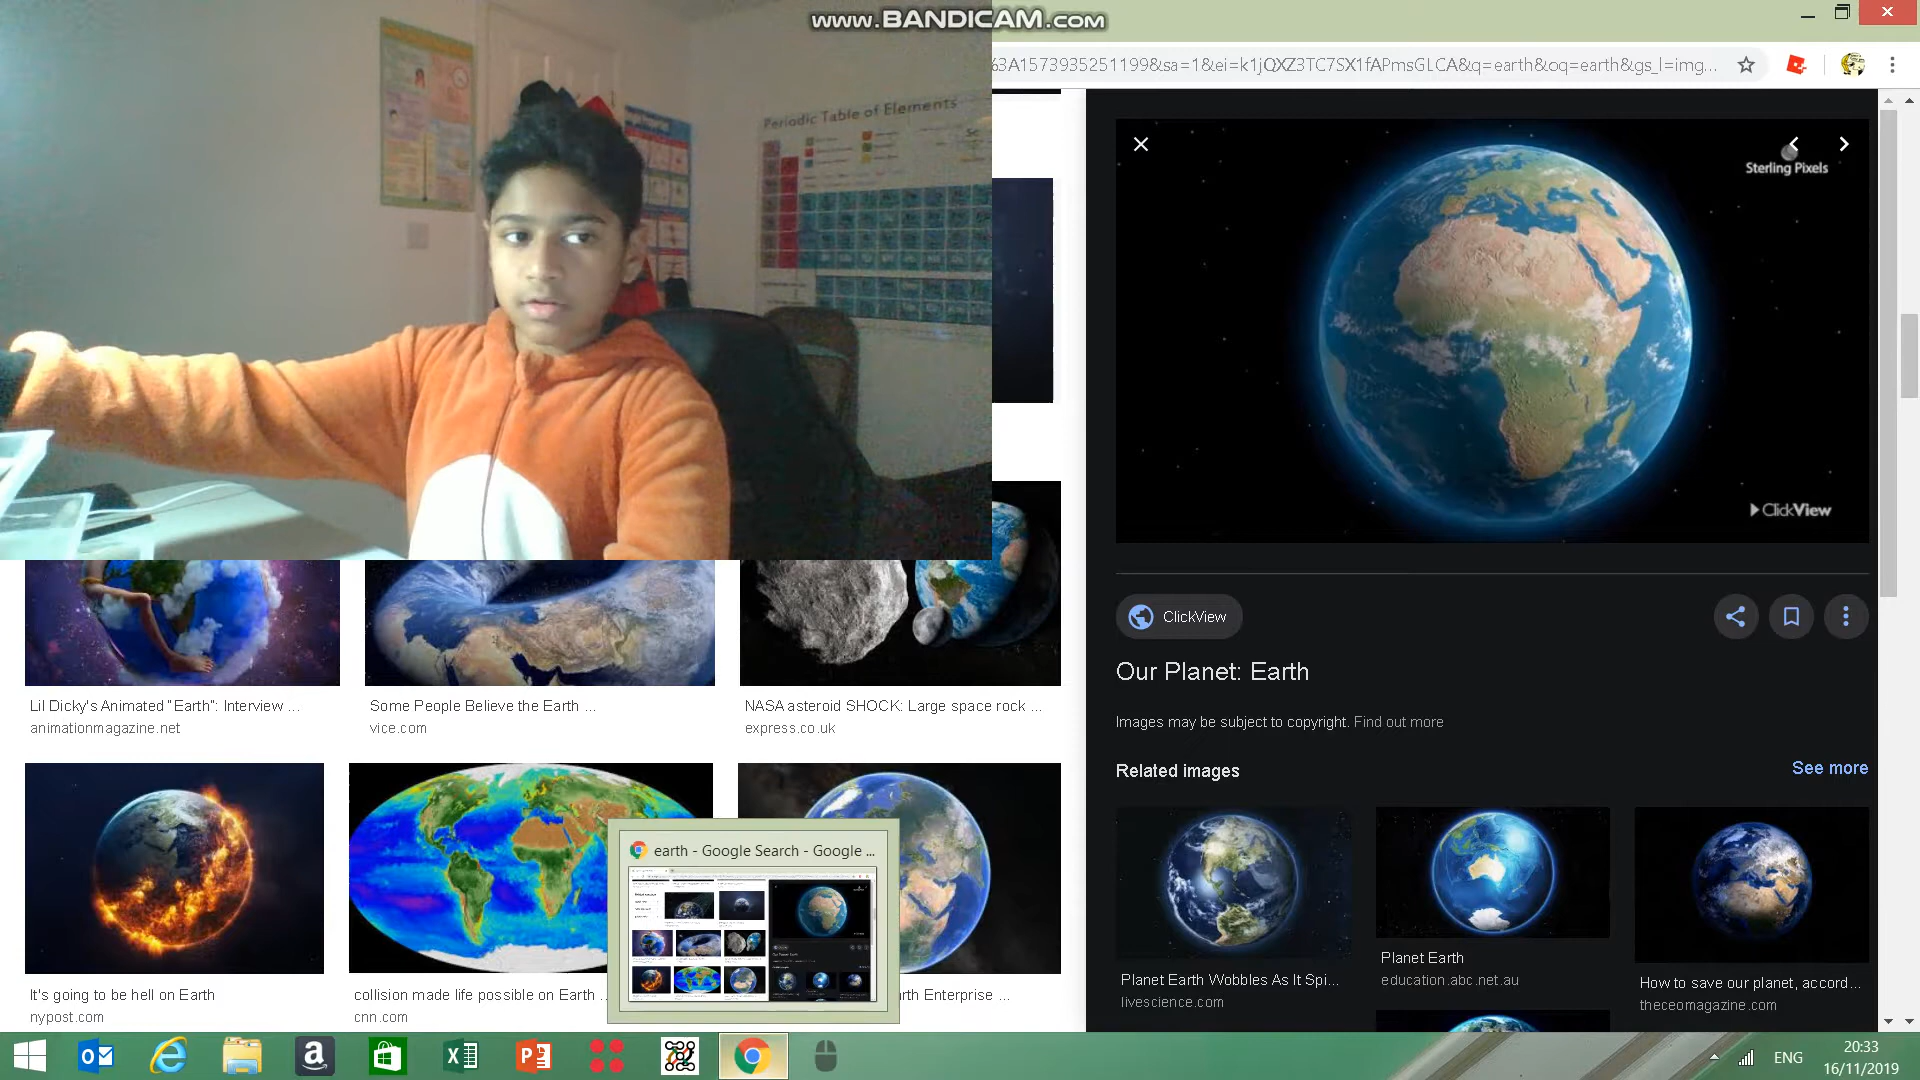 www.BANDICAM.com
%3A1573935251199&sa=1&ei=k1jQXZ3TC7SX1fAPmsGLCA&q=earth&oq=earth&gs_l=img...
Periodic Table of Elements
Sterling Pixels
ClickView
ClickView
Our Planet: Earth
Images may be subject to copyright. Find out more
Related images
See more
Lil Dicky's Animated "Earth": Interview ...
animationmagazine.net
Some People Believe the Earth ...
vice.com
NASA asteroid SHOCK: Large space rock ...
express.co.uk
earth - Google Search - Google ...
It's going to be hell on Earth
nypost.com
collision made life possible on Earth ...
cnn.com
rth Enterprise ...
Planet Earth Wobbles As It Spi...
livescience.com
Planet Earth
education.abc.net.au
How to save our planet, accord...
theceomagazine.com
ENG
20:33
16/11/2019